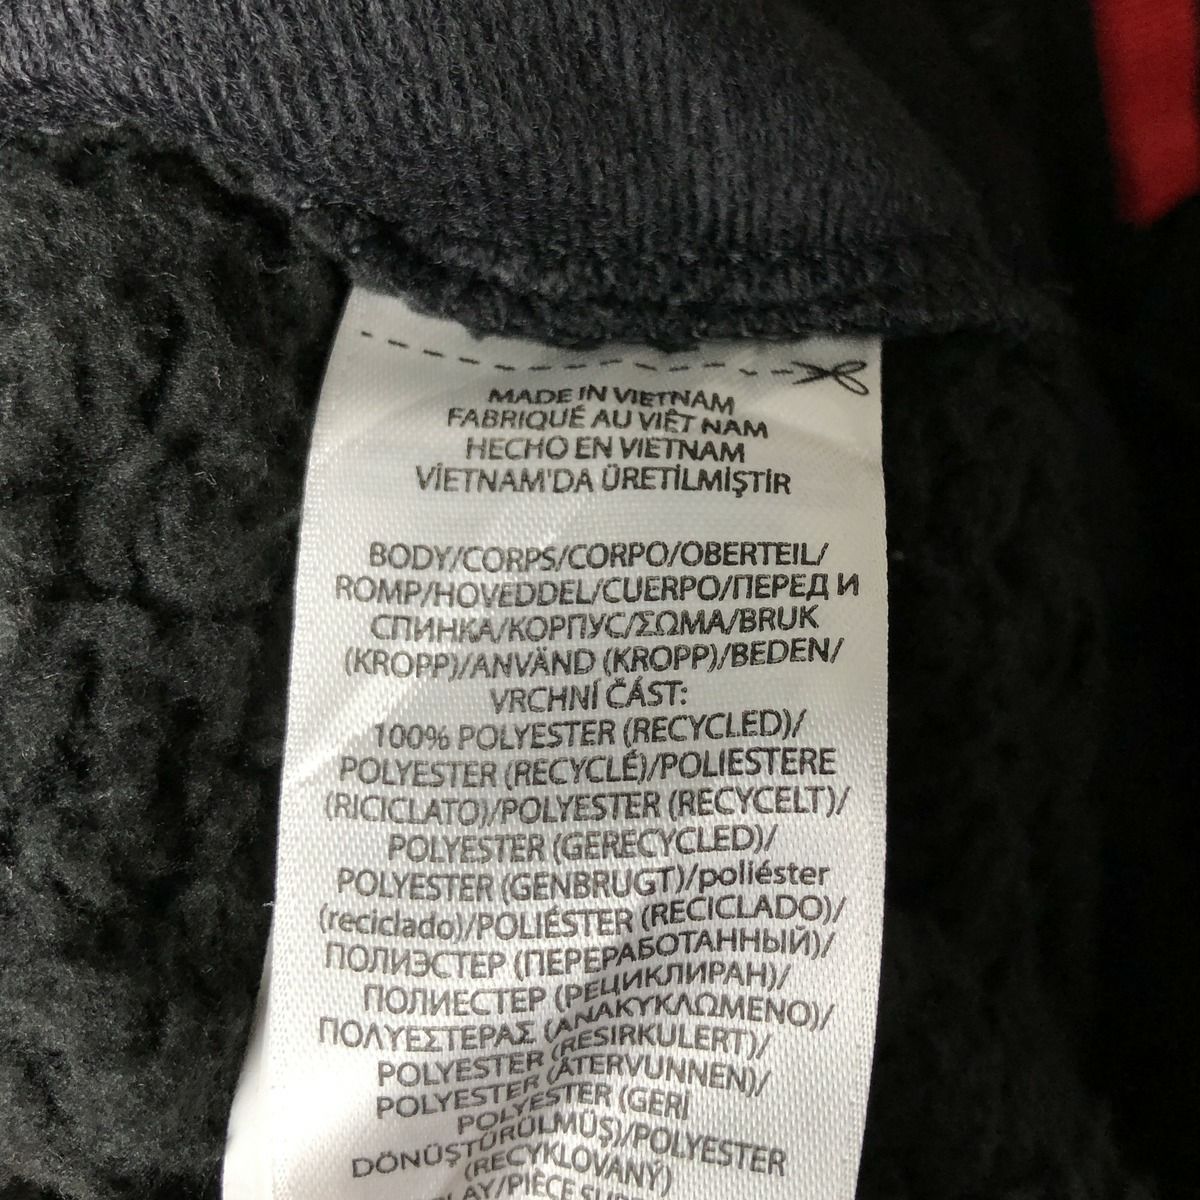 MADE IN VIETNAM
FABRIQUÉ AU VIÊT NAM
HECHO EN VIETNAM
VİETNAM'DA ÜRETİLMİŞTİR
BODY/CORPS/CORPO/OBERTEIL/
ROMP/HOVEDDEL/CUERPO/ПЕРЕД И
СПИНКА/КОРПУС/ΣΩΜΑ/BRUK
(KROPP)/ANVÄND (KROPP)/BEDEN/
VRCHNÍ ČÁST:
100% POLYESTER (RECYCLED)/
POLYESTER (RECYCLÉ)/POLIESTERE
(RICICLATO)/POLYESTER (RECYCELT)/
POLYESTER (GERECYCLED)/
POLYESTER (GENBRUGT)/poliéster
(reciclado)/POLIÉSTER (RECICLADO)/
ПОЛИЭСТЕР (ПЕРЕРАБОТАННЫЙ)/
ПОЛИЕСТЕР (РЕЦИКЛИРАН)/
ΠΟΛΥΕΣΤΕΡΑΣ (ΑΝΑΚΥΚΛΩΜΕΝΟ)/
POLYESTER (RESIRKULERT)/
POLYESTER (ÅTERVUNNEN)/
POLYESTER (GERİ
DÖNÜŞTÜRÜLMÜŞ)/POLYESTER
(RECYKLOVANÝ)
/PIÈCE